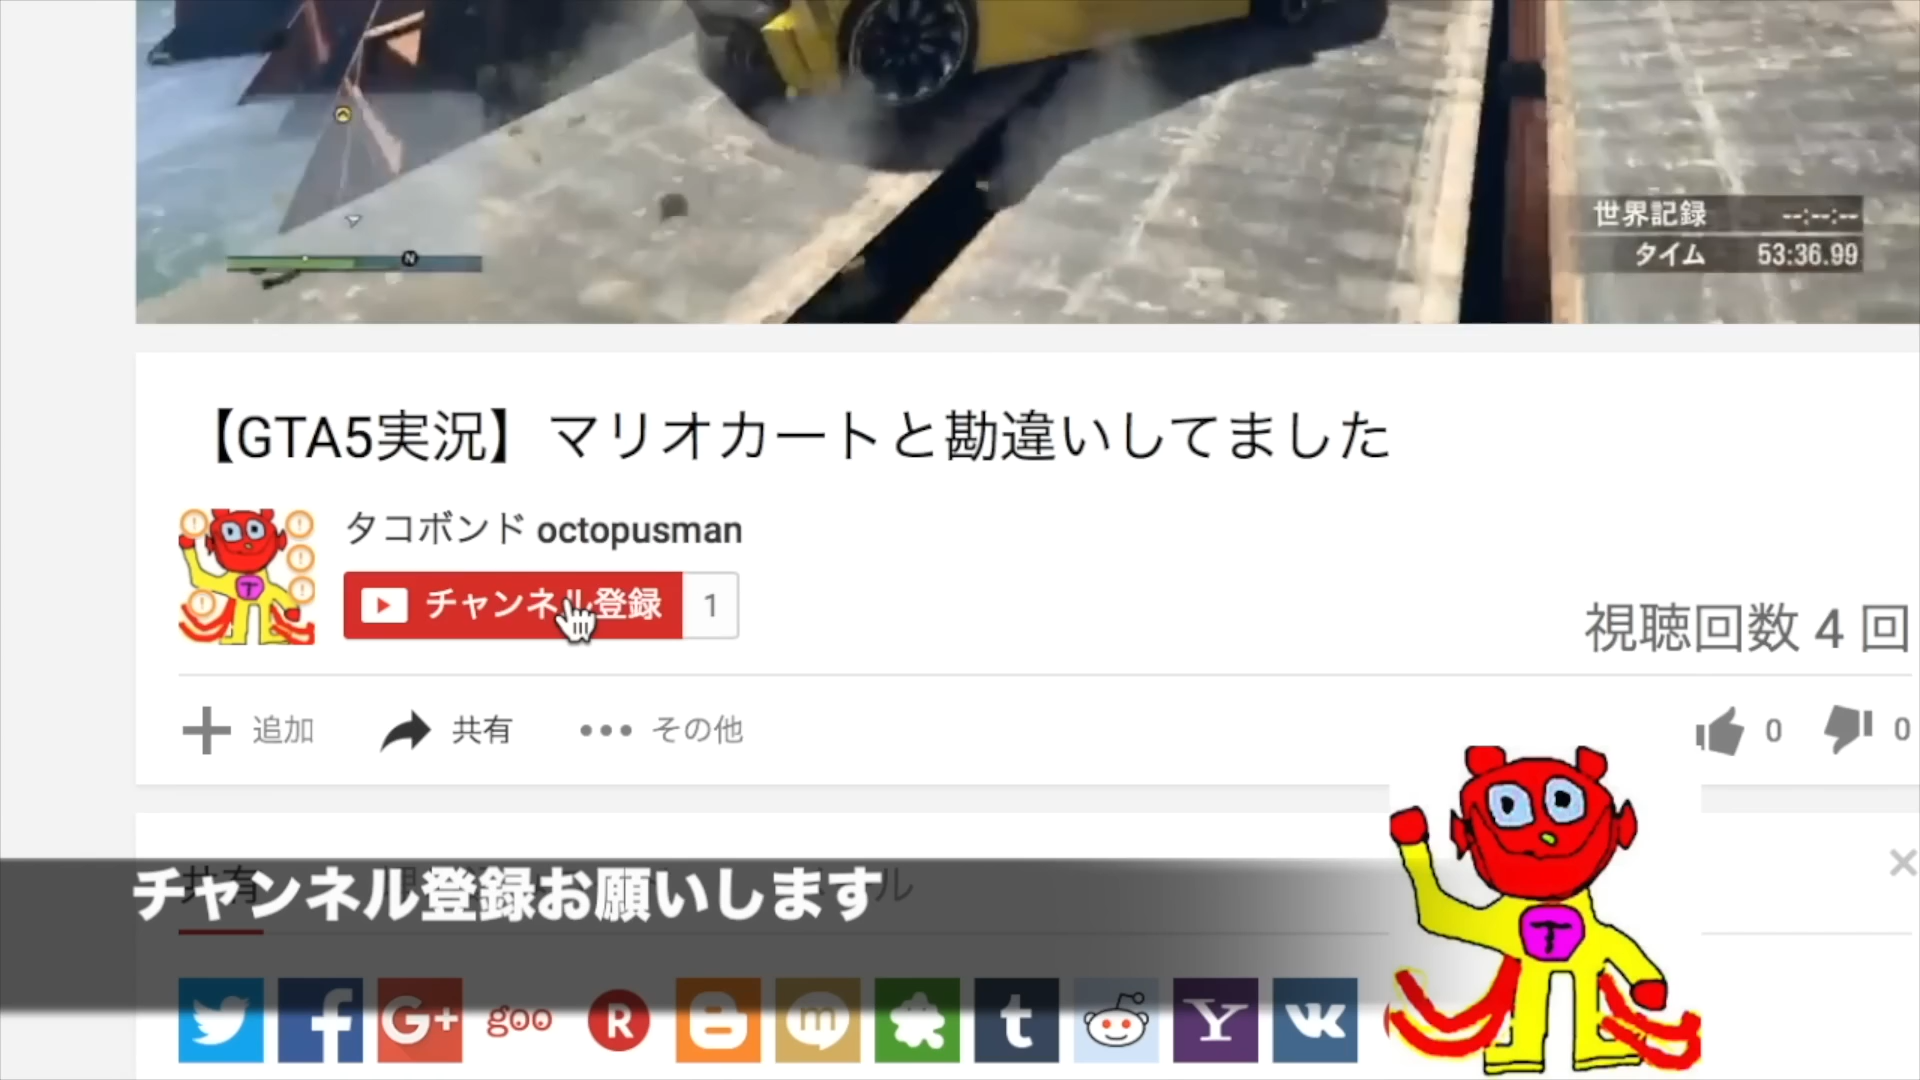 世界記録 --:--:--
タイム 53:36.99
N
【GTA5実況】マリオカートと勘違いしてました
タコボンド octopusman
チャンネル登録 1
視聴回数 4 回
追加 共有 その他 0 0
T
共有
チャンネル登録お願いします
G+ goo R m t Y